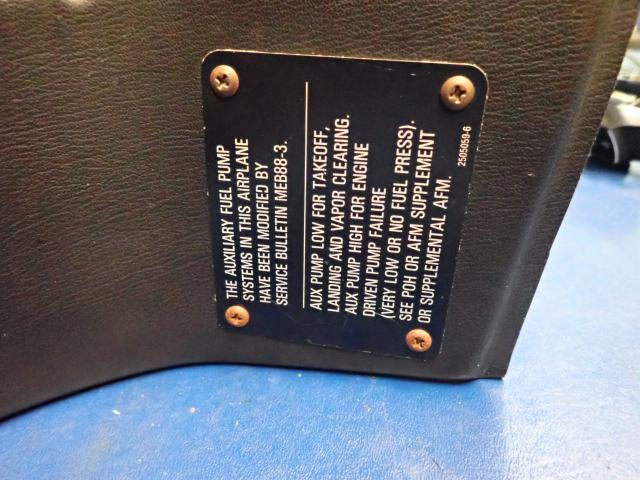 THE AUXILIARY FUEL PUMP
SYSTEMS IN THIS AIRPLANE
HAVE BEEN MODIFIED BY
SERVICE BULLETIN MEB88-3.
AUX PUMP LOW FOR TAKEOFF,
LANDING AND VAPOR CLEARING.
AUX PUMP HIGH FOR ENGINE
DRIVEN PUMP FAILURE
(VERY LOW OR NO FUEL PRESS).
SEE POH OR AFM SUPPLEMENT
OR SUPPLEMENTAL AFM.
2505059-6